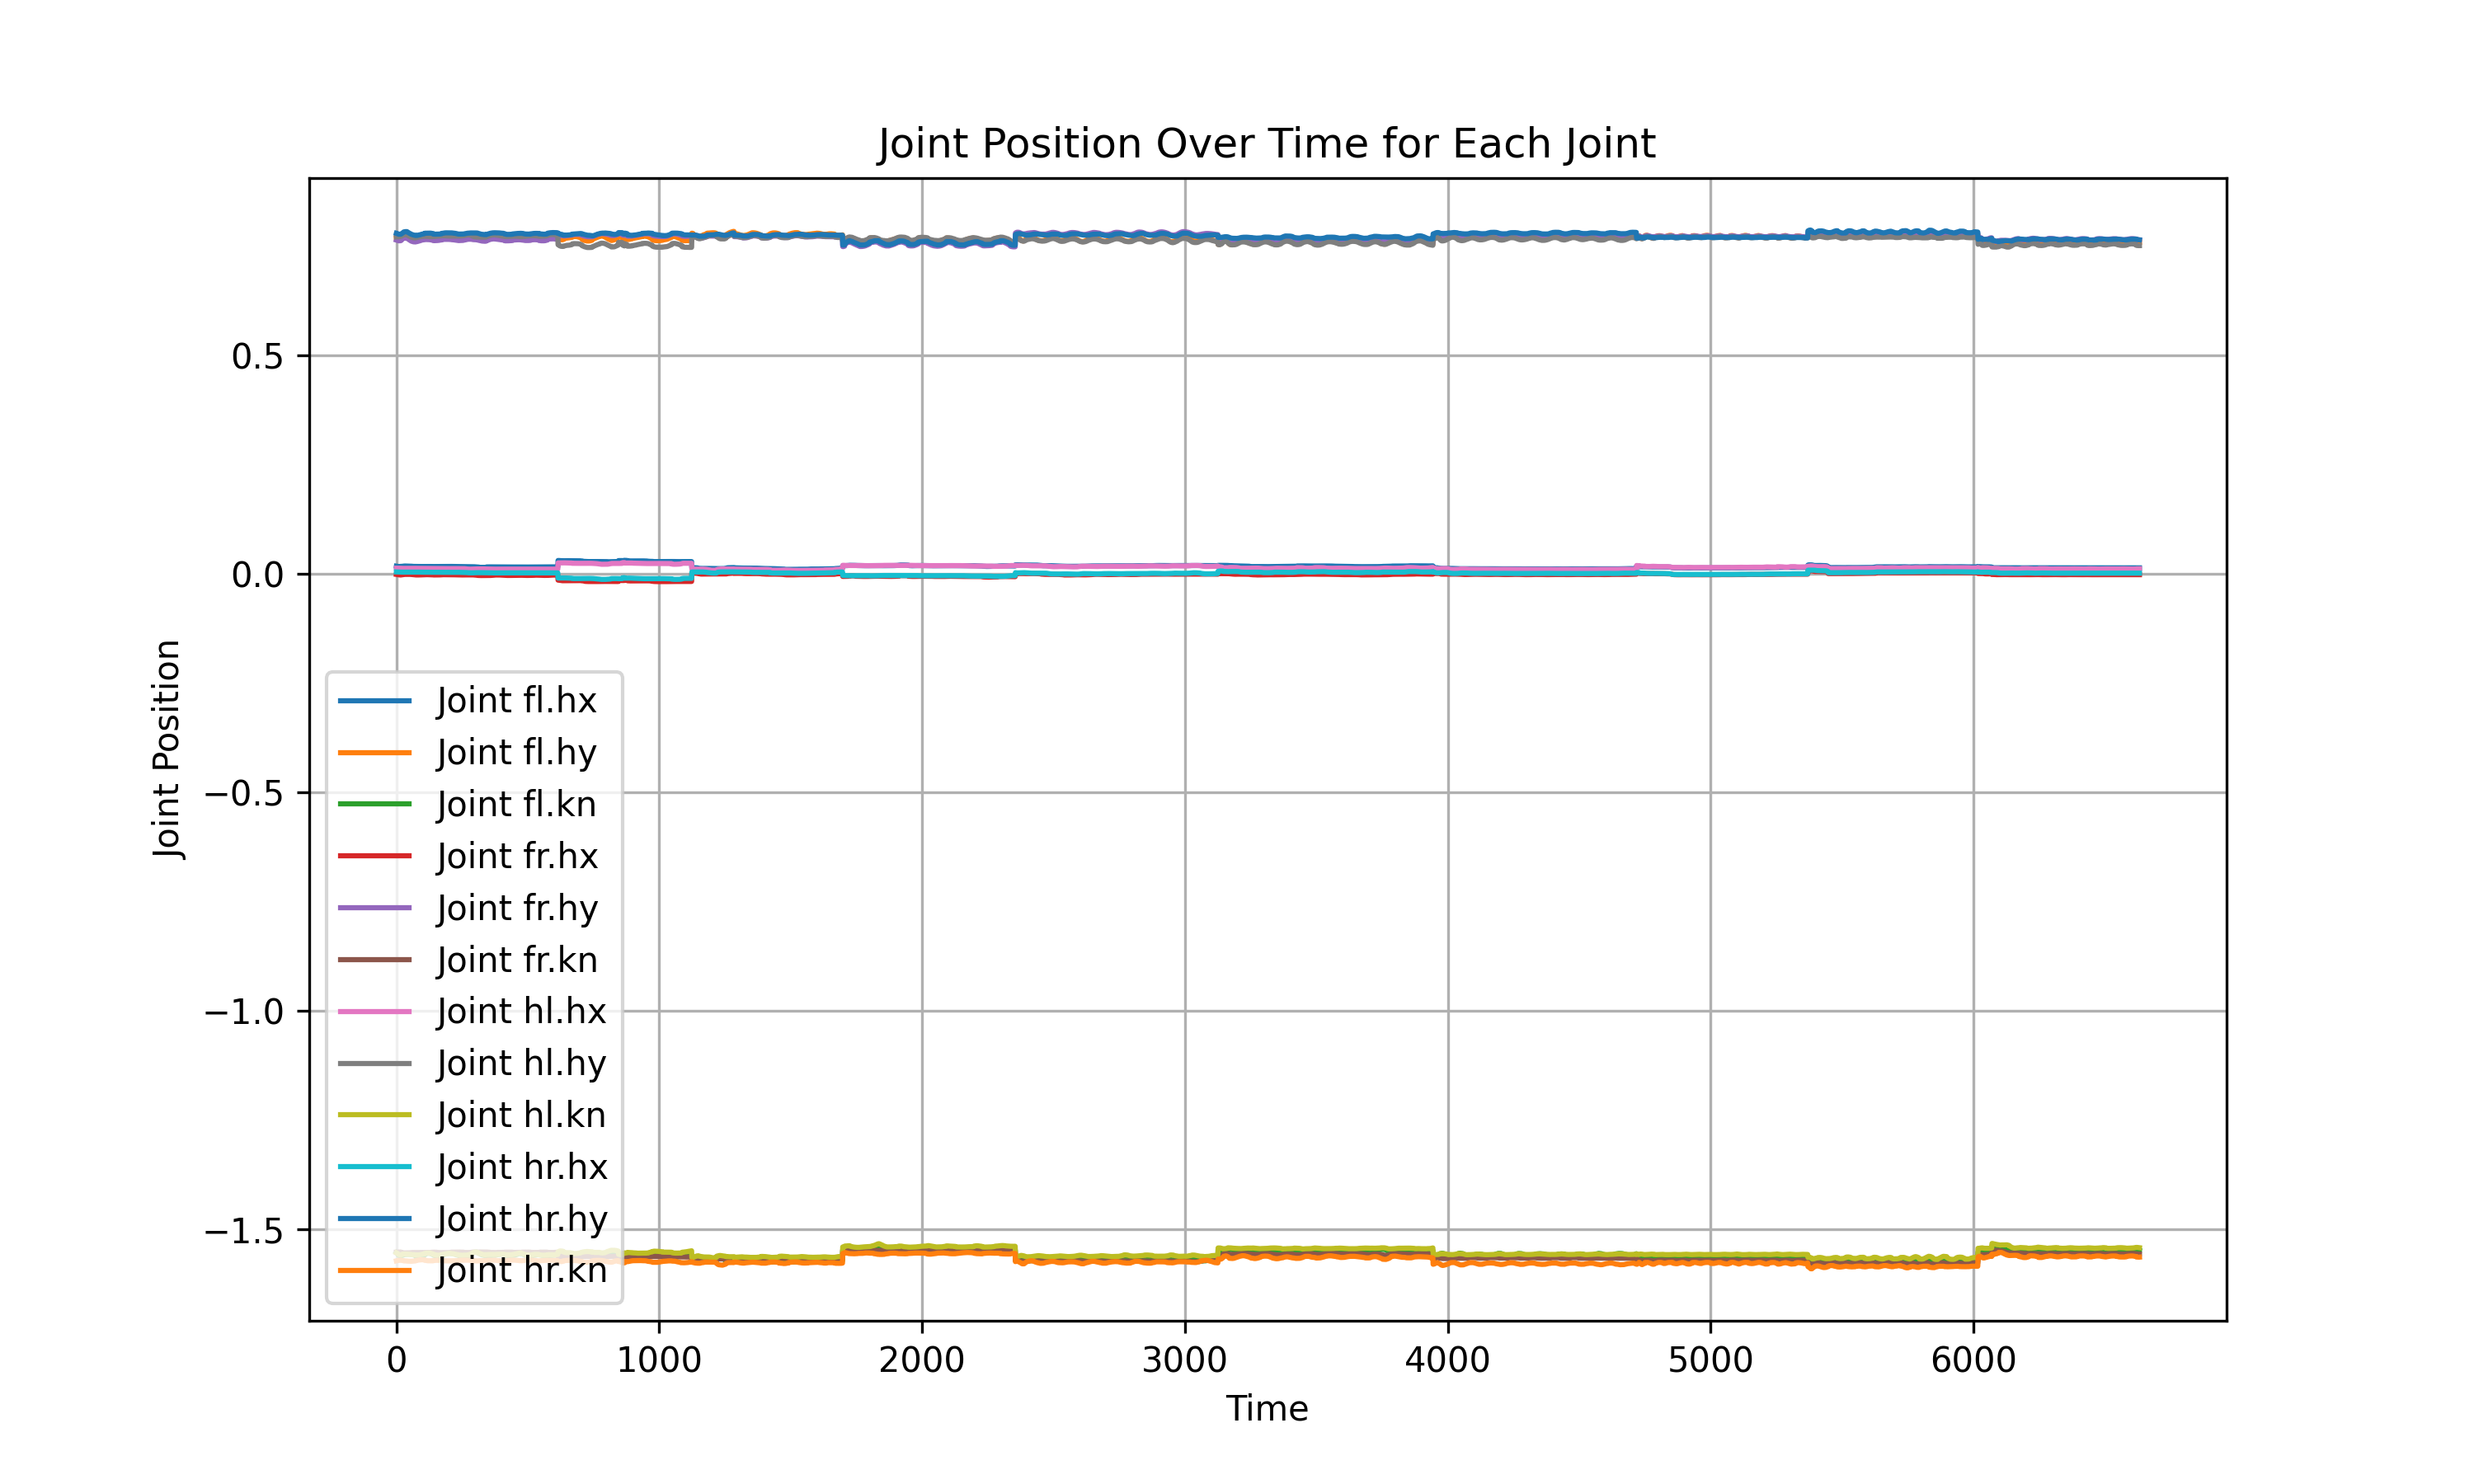 Joint Position Over Time for Each Joint
0.5
0.0
−0.5
−1.0
−1.5
Joint Position
Joint fl.hx
Joint fl.hy
Joint fl.kn
Joint fr.hx
Joint fr.hy
Joint fr.kn
Joint hl.hx
Joint hl.hy
Joint hl.kn
Joint hr.hx
Joint hr.hy
Joint hr.kn
0 1000 2000 3000 4000 5000 6000
Time